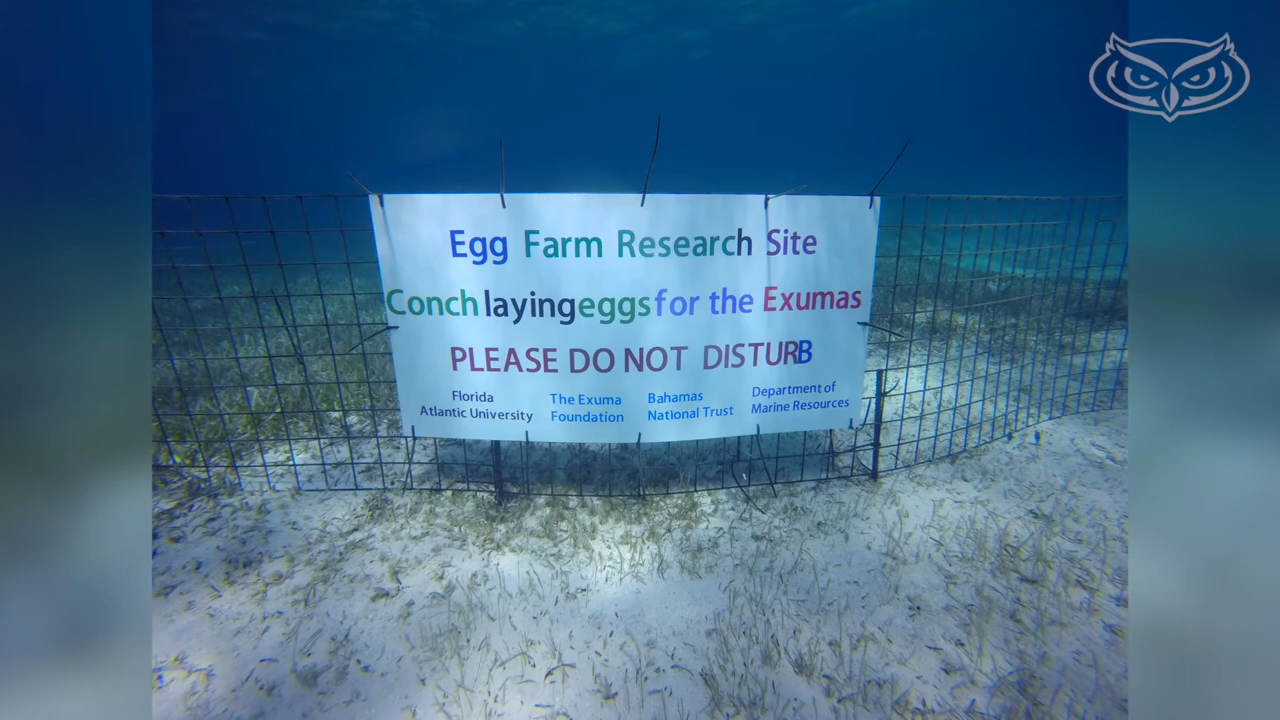 Egg Farm Research Site
Conch laying eggs for the Exumas
PLEASE DO NOT DISTURB
Florida
Atlantic University
The Exuma
Foundation
Bahamas
National Trust
Department of
Marine Resources